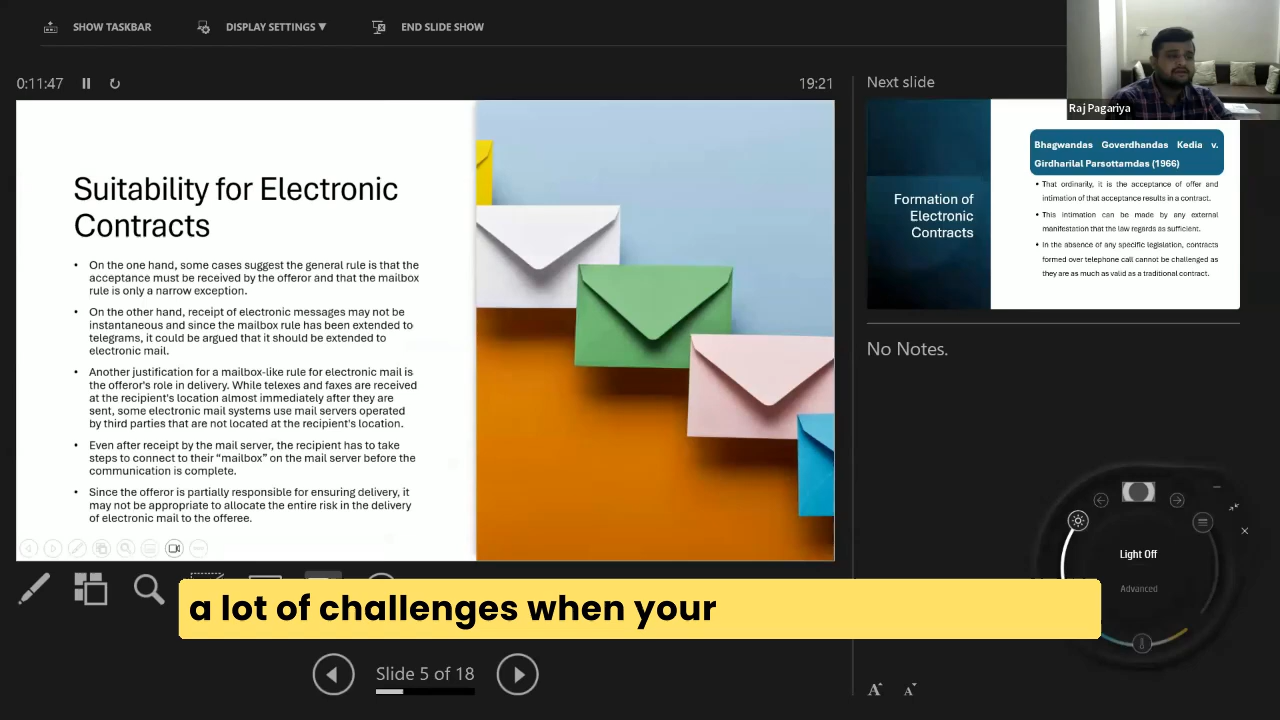 SHOW TASKBAR
DISPLAY SETTINGS ▼
END SLIDE SHOW
0:11:47
19:21
Next slide
Raj Pagariya
Suitability for Electronic
Contracts
• On the one hand, some cases suggest the general rule is that the
acceptance must be received by the offeror and that the mailbox
rule is only a narrow exception.
• On the other hand, receipt of electronic messages may not be
instantaneous and since the mailbox rule has been extended to
telegrams, it could be argued that it should be extended to
electronic mail.
• Another justification for a mailbox-like rule for electronic mail is
the offeror's role in delivery. While telexes and faxes are received
at the recipient's location almost immediately after they are
sent, some electronic mail systems use mail servers operated
by third parties that are not located at the recipient's location.
• Even after receipt by the mail server, the recipient has to take
steps to connect to their “mailbox” on the mail server before the
communication is complete.
• Since the offeror is partially responsible for ensuring delivery, it
may not be appropriate to allocate the entire risk in the delivery
of electronic mail to the offeree.
Formation of
Electronic
Contracts
Bhagwandas Goverdhandas Kedia v.
Girdharilal Parsottamdas (1966)
• That ordinarily, it is the acceptance of offer and
intimation of that acceptance results in a contract.
• This intimation can be made by any external
manifestation that the law regards as sufficient.
• In the absence of any specific legislation, contracts
formed over telephone call cannot be challenged as
they are as much as valid as a traditional contract.
No Notes.
Light Off
Advanced
a lot of challenges when your
Slide 5 of 18
A A